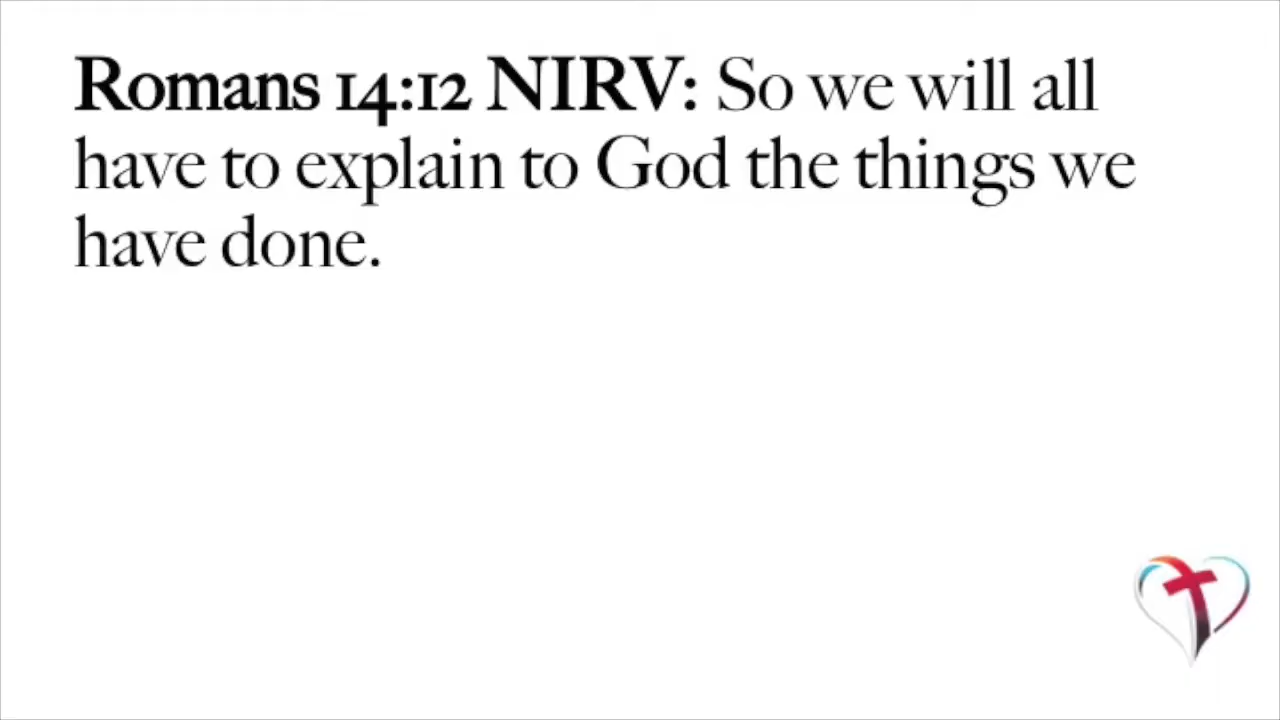 Romans 14:12 NIRV: So we will all
have to explain to God the things we
have done.